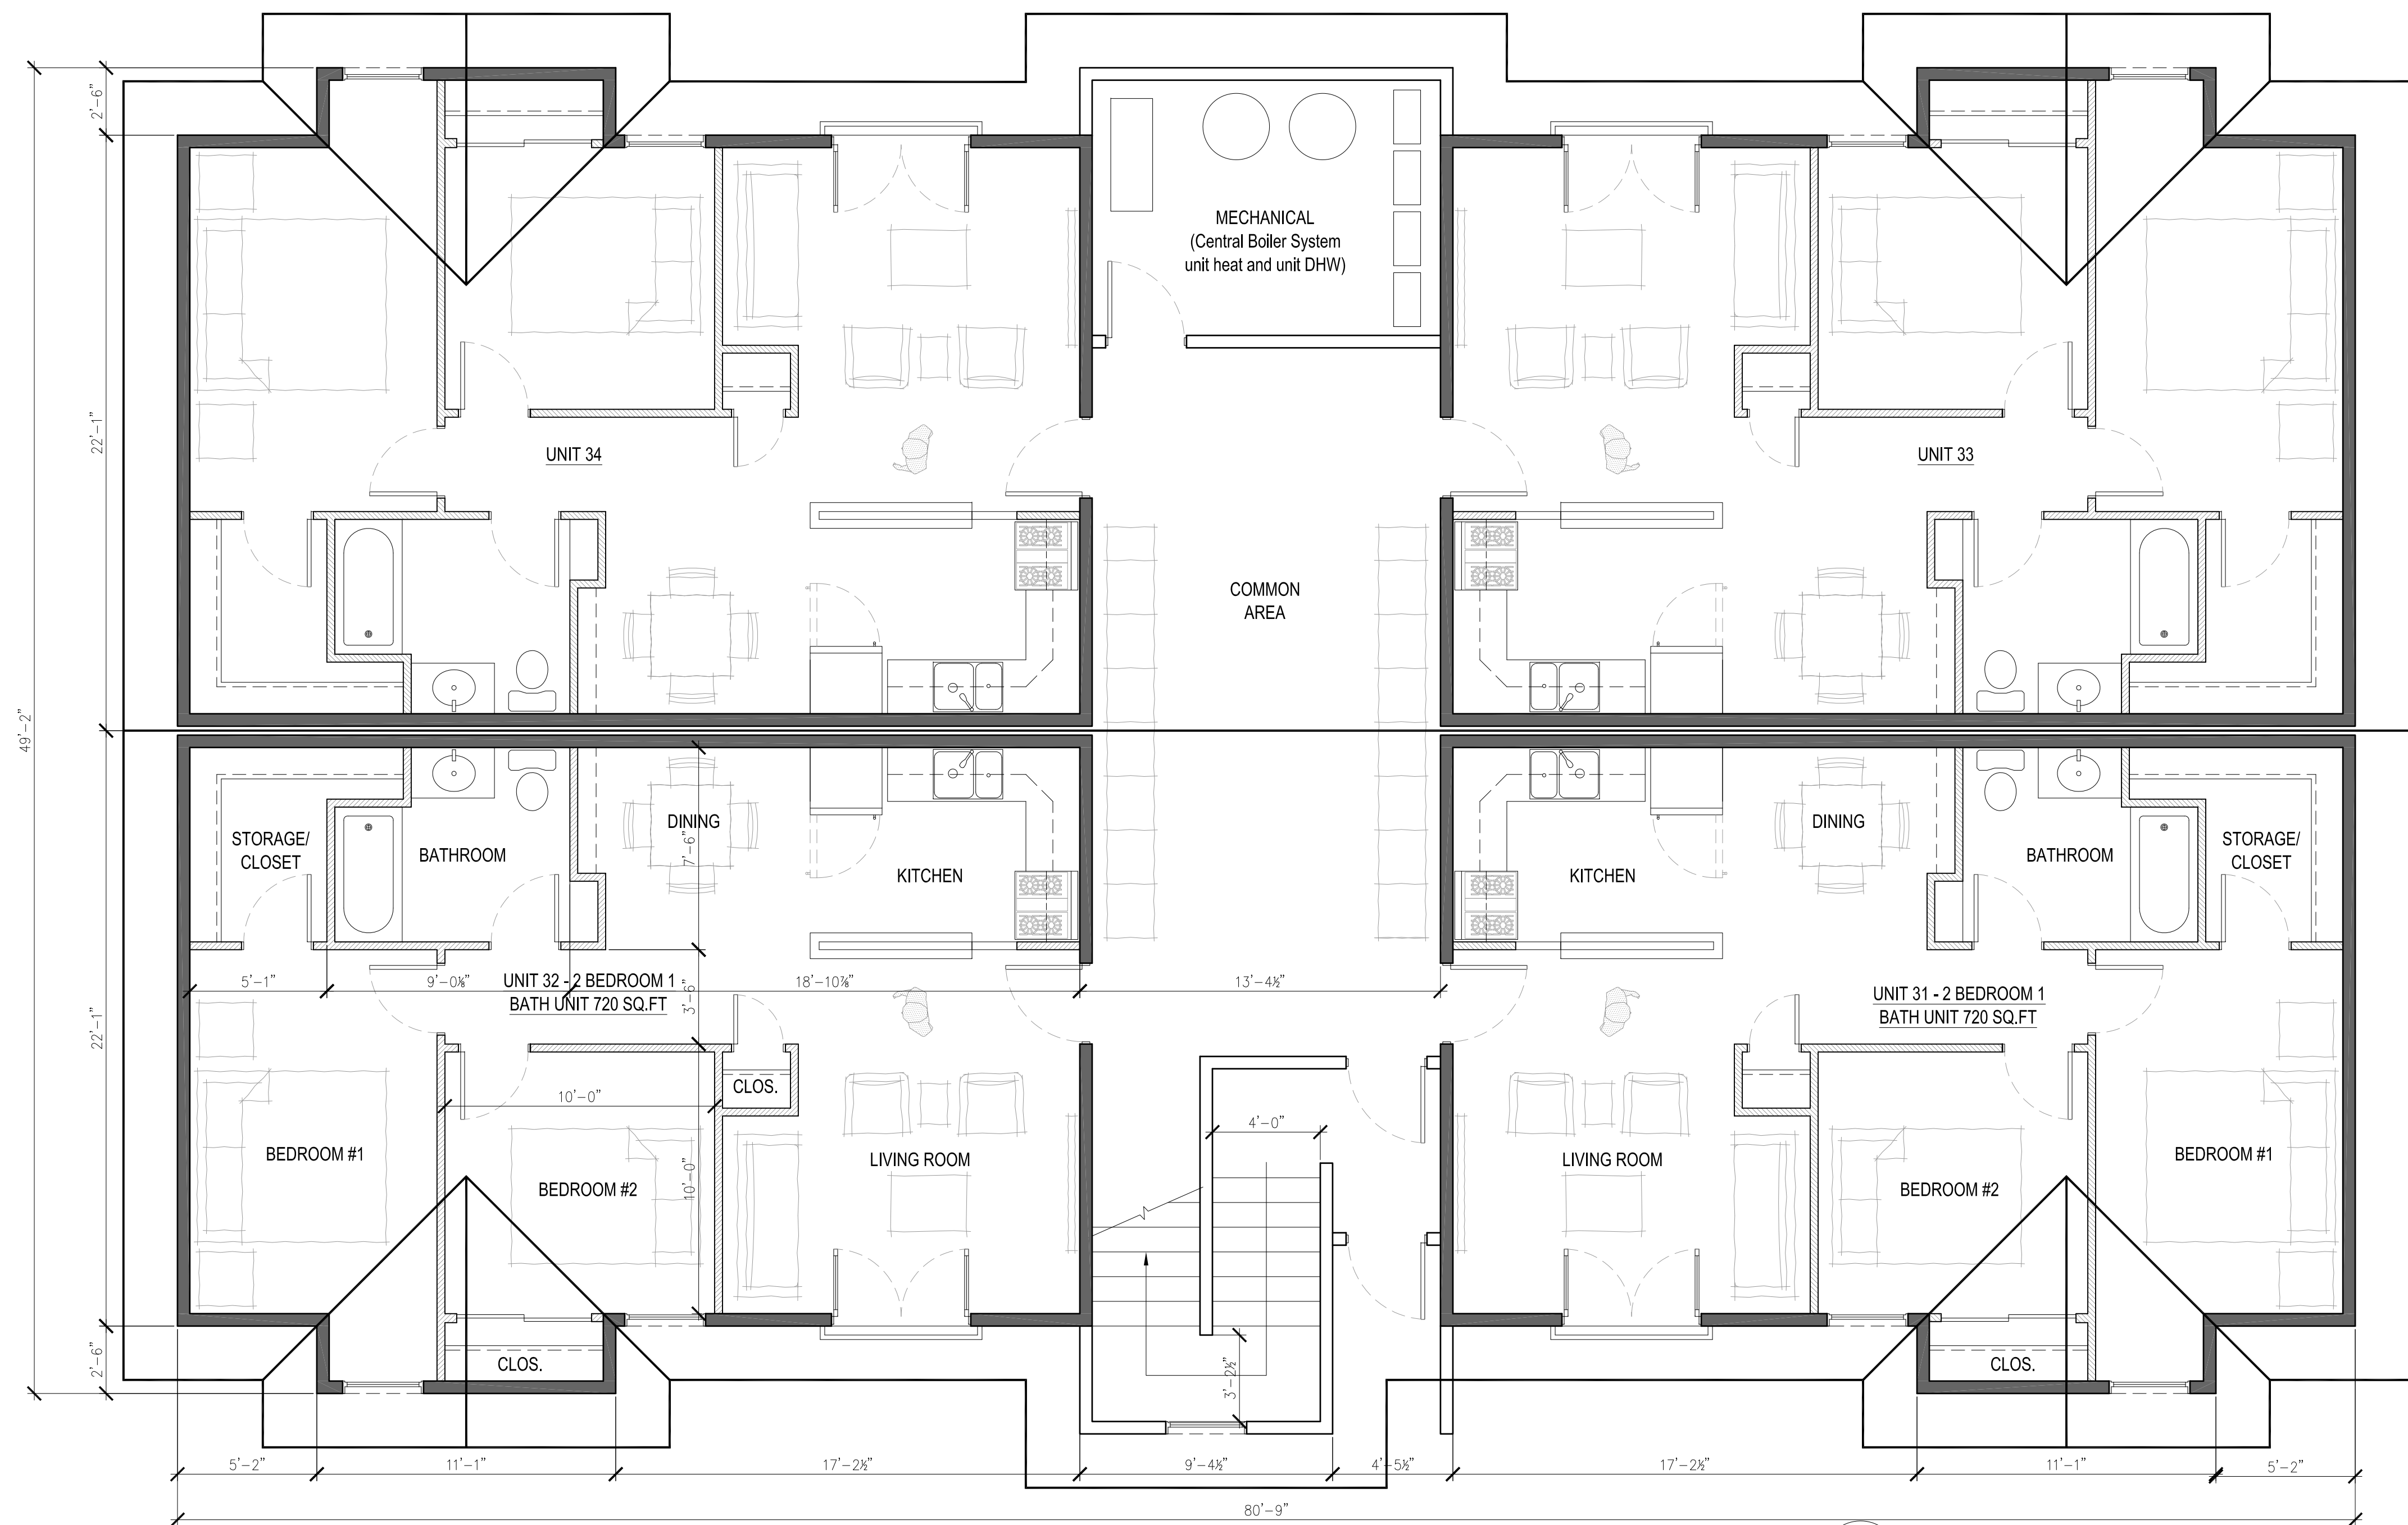 2'-6"
MECHANICAL
(Central Boiler System
unit heat and unit DHW)
22'-1"
UNIT 34
UNIT 33
COMMON
AREA
49'-2"
STORAGE/
CLOSET
BATHROOM
DINING
7'-6"
KITCHEN
KITCHEN
DINING
BATHROOM
STORAGE/
CLOSET
5'-1"
9'-0⅛"
UNIT 32 - 2 BEDROOM 1
BATH UNIT 720 SQ.FT
3'-6"
18'-10⅞"
13'-4½"
UNIT 31 - 2 BEDROOM 1
BATH UNIT 720 SQ.FT
22'-1"
10'-0"
CLOS.
4'-0"
BEDROOM #1
BEDROOM #2
10'-0"
LIVING ROOM
LIVING ROOM
BEDROOM #2
BEDROOM #1
2'-6"
CLOS.
3'-2½"
CLOS.
5'-2"
11'-1"
17'-2½"
9'-4½"
4'-5½"
17'-2½"
11'-1"
5'-2"
80'-9"